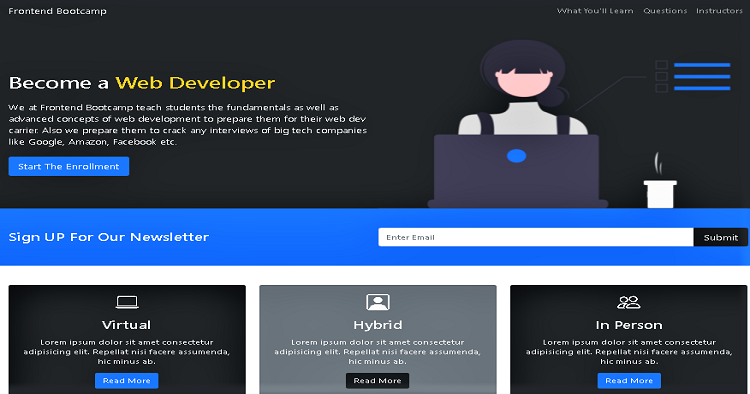 Frontend Bootcamp
What You'll Learn Questions Instructors
Become a Web Developer
We at Frontend Bootcamp teach students the fundamentals as well as
advanced concepts of web development to prepare them for their web dev
carrier. Also we prepare them to crack any interviews of big tech companies
like Google, Amazon, Facebook etc.
Start The Enrollment
Sign UP For Our Newsletter
Enter Email
Submit
Virtual
Lorem ipsum dolor sit amet consectetur
adipisicing elit. Repellat nisi facere assumenda,
hic minus ab.
Read More
Hybrid
Lorem ipsum dolor sit amet consectetur
adipisicing elit. Repellat nisi facere assumenda,
hic minus ab.
Read More
In Person
Lorem ipsum dolor sit amet consectetur
adipisicing elit. Repellat nisi facere assumenda,
hic minus ab.
Read More